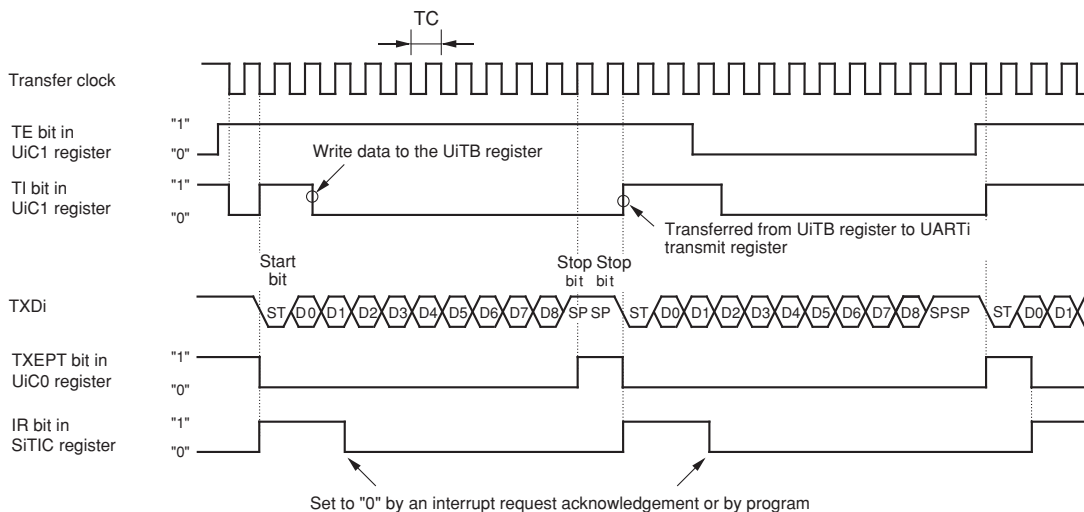 TC
Transfer clock
TE bit in
UiC1 register
"1"
"0"
Write data to the UiTB register
TI bit in
UiC1 register
"1"
"0"
Transferred from UiTB register to UARTi
transmit register
Start
bit
Stop
bit
Stop
bit
TXDi
ST D0 D1 D2 D3 D4 D5 D6 D7 D8 SP SP ST D0 D1 D2 D3 D4 D5 D6 D7 D8 SPSP ST D0 D1
TXEPT bit in
UiC0 register
"1"
"0"
IR bit in
SiTIC register
"1"
"0"
Set to "0" by an interrupt request acknowledgement or by program